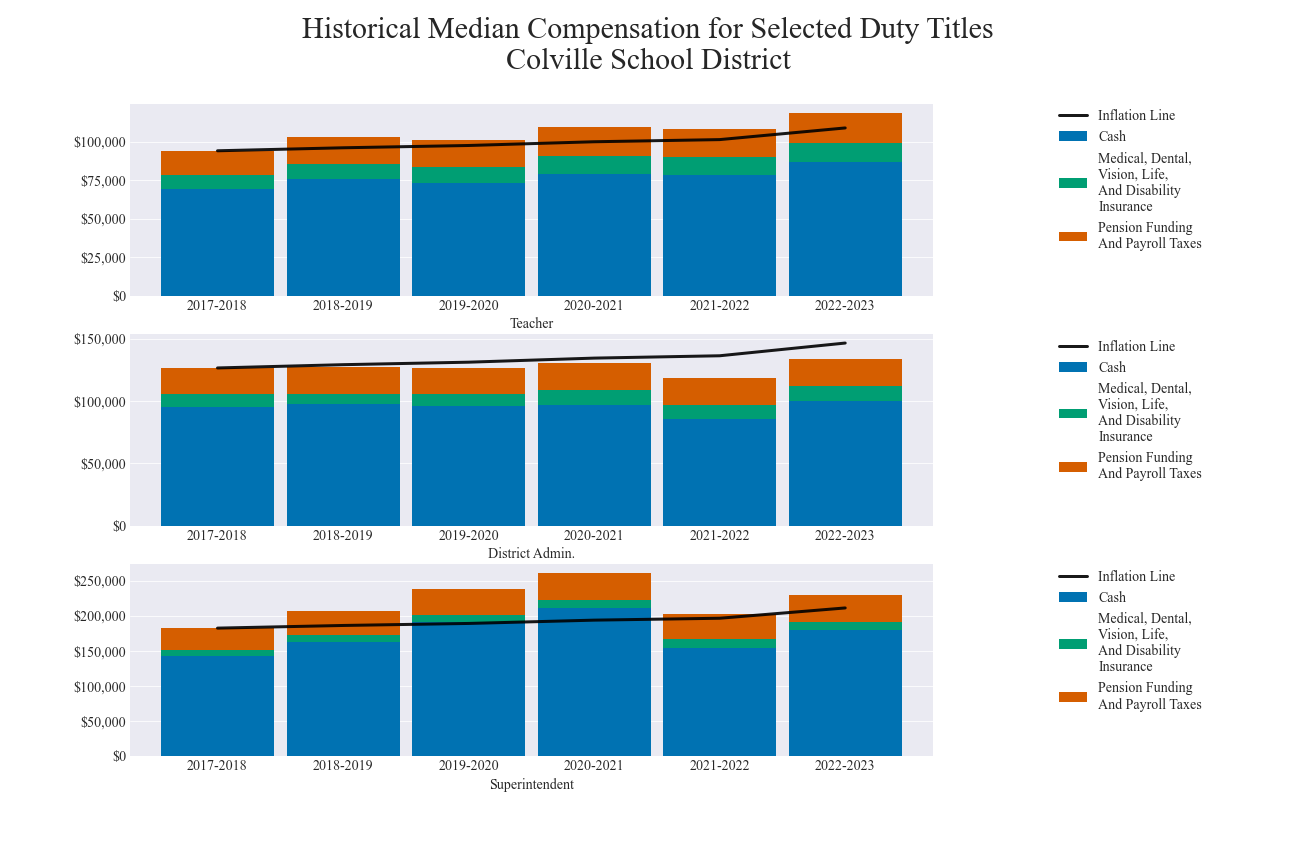 Historical Median Compensation for Selected Duty Titles
Colville School District
$100,000
$75,000
$50,000
$25,000
$0
2017-2018 2018-2019 2019-2020 2020-2021 2021-2022 2022-2023
Teacher
Inflation Line
Cash
Medical, Dental,
Vision, Life,
And Disability
Insurance
Pension Funding
And Payroll Taxes
$150,000
$100,000
$50,000
$0
2017-2018 2018-2019 2019-2020 2020-2021 2021-2022 2022-2023
District Admin.
Inflation Line
Cash
Medical, Dental,
Vision, Life,
And Disability
Insurance
Pension Funding
And Payroll Taxes
$250,000
$200,000
$150,000
$100,000
$50,000
$0
2017-2018 2018-2019 2019-2020 2020-2021 2021-2022 2022-2023
Superintendent
Inflation Line
Cash
Medical, Dental,
Vision, Life,
And Disability
Insurance
Pension Funding
And Payroll Taxes